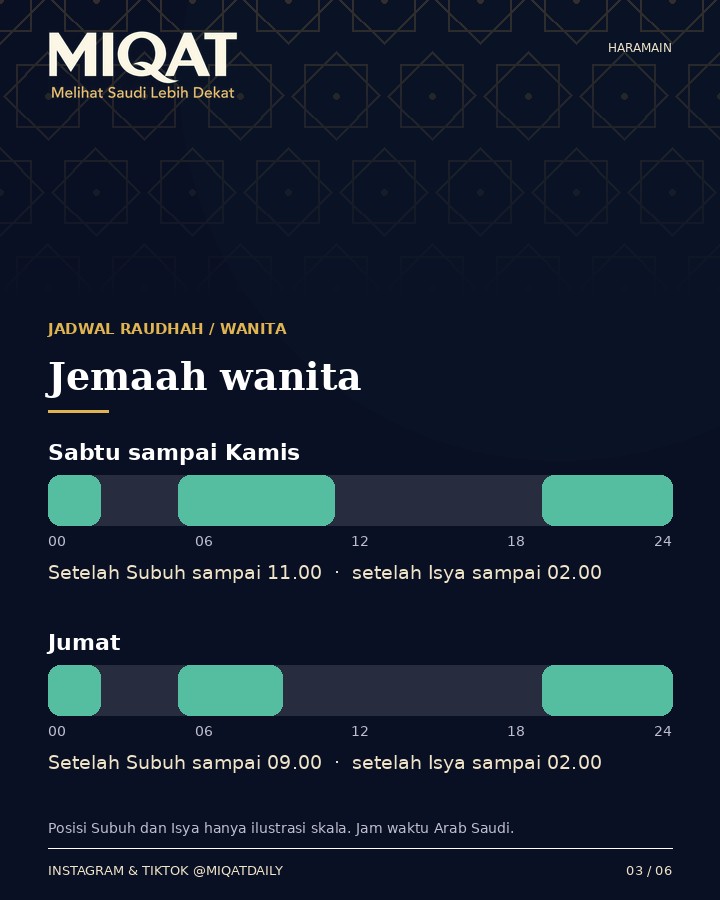 MIQAT
Melihat Saudi Lebih Dekat
HARAMAIN
JADWAL RAUDHAH / WANITA
Jemaah wanita
Sabtu sampai Kamis
00 06 12 18 24
Setelah Subuh sampai 11.00 · setelah Isya sampai 02.00
Jumat
00 06 12 18 24
Setelah Subuh sampai 09.00 · setelah Isya sampai 02.00
Posisi Subuh dan Isya hanya ilustrasi skala. Jam waktu Arab Saudi.
INSTAGRAM & TIKTOK @MIQATDAILY
03 / 06